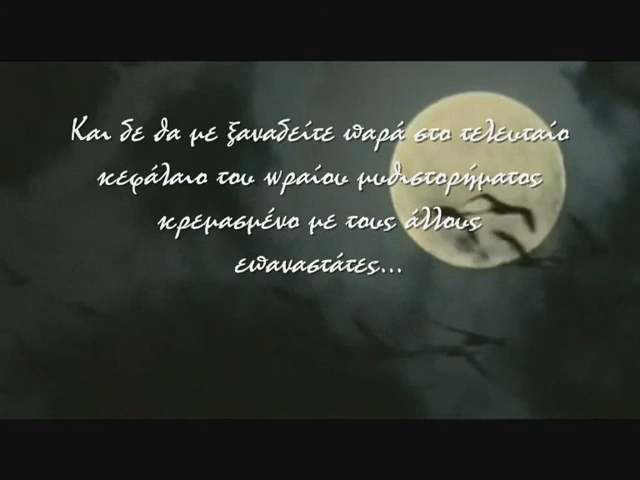 Και δε θα με ξαναδείτε παρά στο τελευταίο
κεφάλαιο του ωραίου μυθιστορήματος
κρεμασμένο με τους άλλους
επαναστάτες...